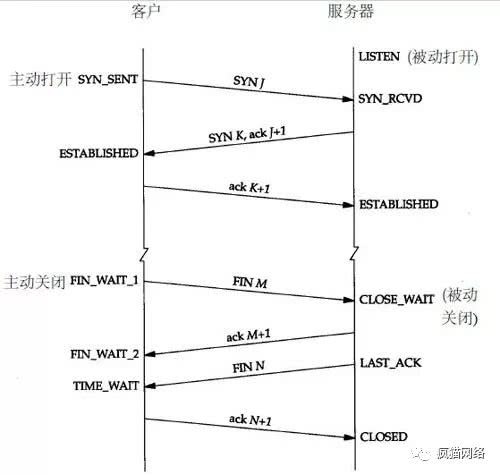 客户 服务器
LISTEN (被动打开)
主动打开 SYN_SENT
SYN J
SYN_RCVD
SYN K, ack J+1
ESTABLISHED
ack K+1
ESTABLISHED
主动关闭 FIN_WAIT_1
FIN M
CLOSE_WAIT (被动
关闭)
ack M+1
FIN_WAIT_2
FIN N
LAST_ACK
TIME_WAIT
ack N+1
CLOSED
疯猫网络